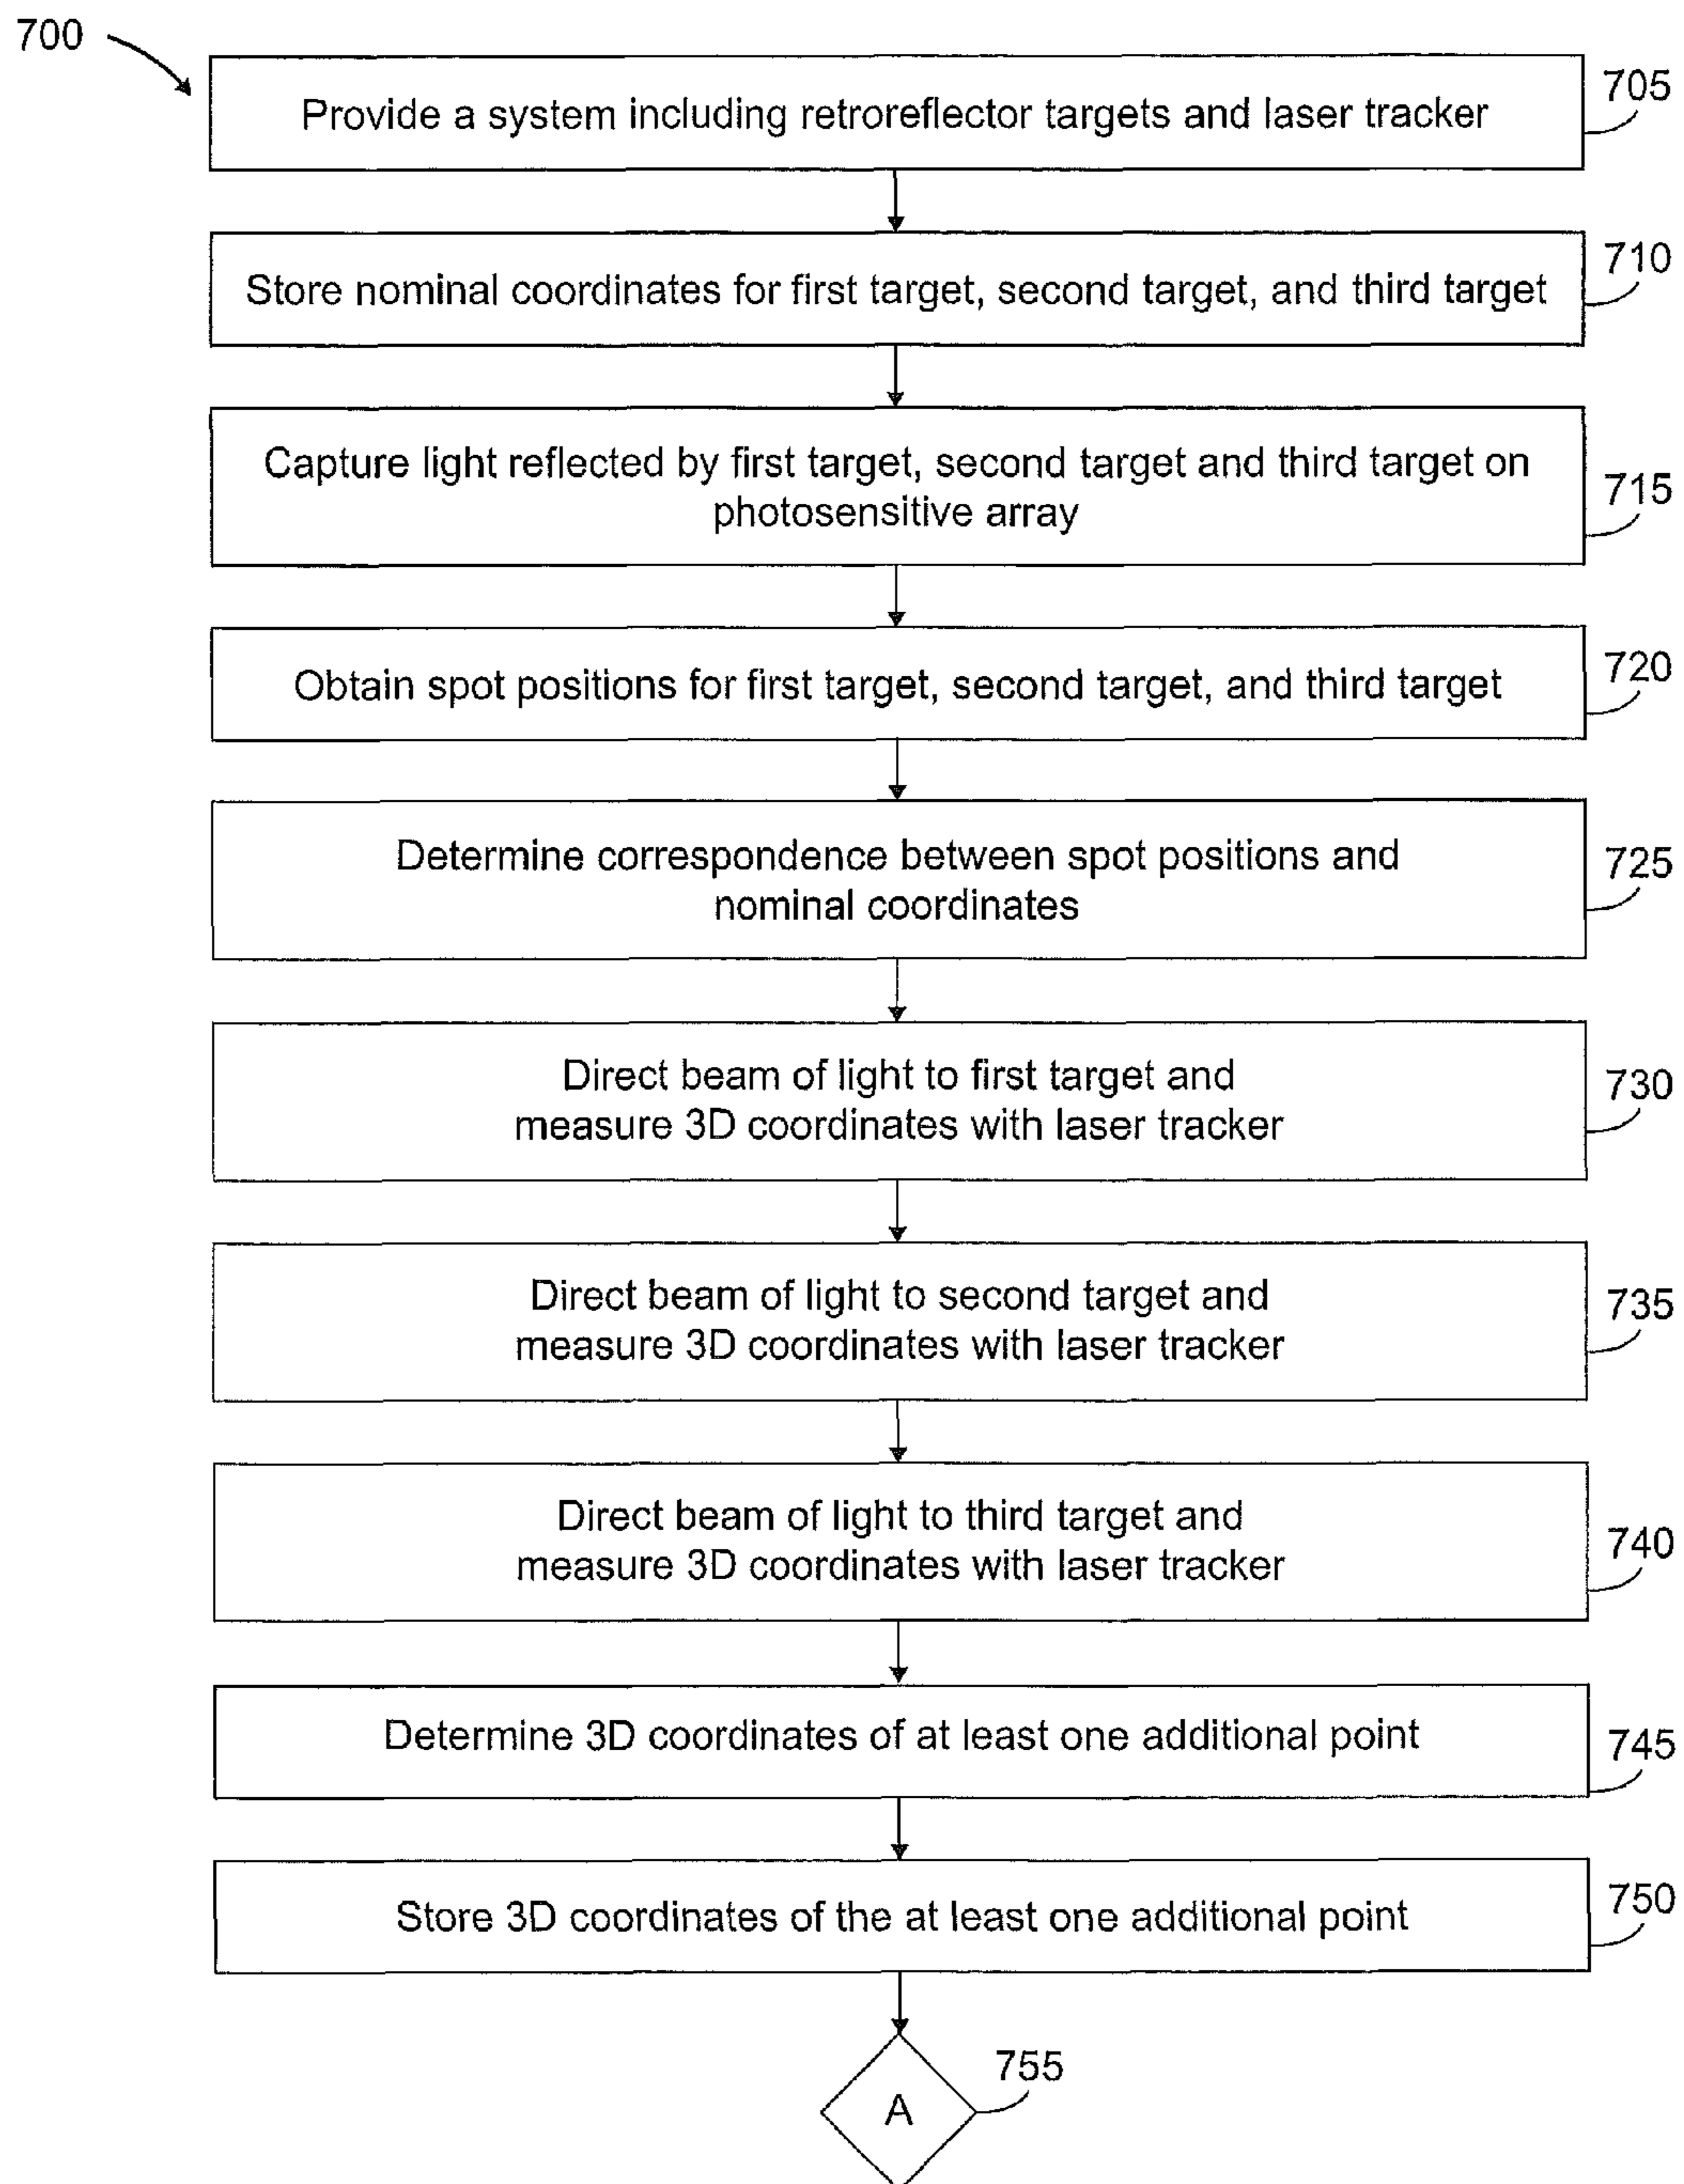 700
Provide a system including retroreflector targets and laser tracker
705
Store nominal coordinates for first target, second target, and third target
710
Capture light reflected by first target, second target and third target on
photosensitive array
715
Obtain spot positions for first target, second target, and third target
720
Determine correspondence between spot positions and
nominal coordinates
725
Direct beam of light to first target and
measure 3D coordinates with laser tracker
730
Direct beam of light to second target and
measure 3D coordinates with laser tracker
735
Direct beam of light to third target and
measure 3D coordinates with laser tracker
740
Determine 3D coordinates of at least one additional point
745
Store 3D coordinates of the at least one additional point
750
A
755